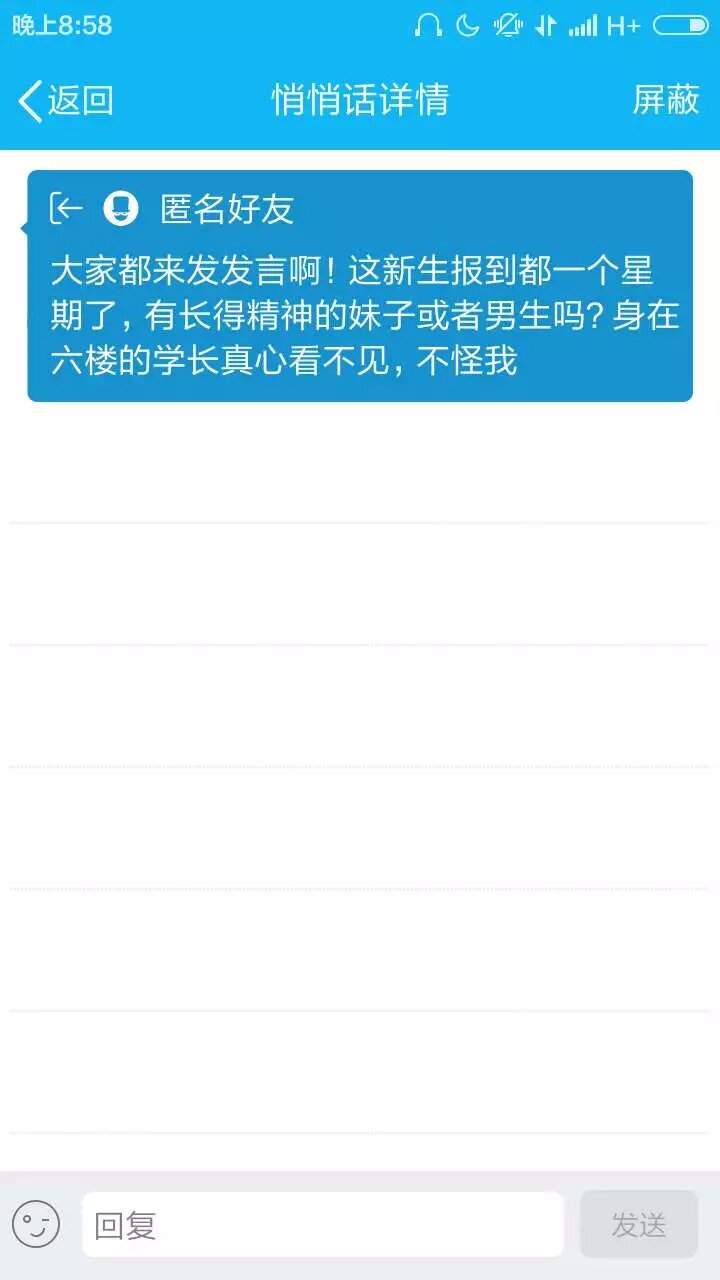 晚上8:58 H+
返回 悄悄话详情 屏蔽
匿名好友
大家都来发发言啊！这新生报到都一个星
期了，有长得精神的妹子或者男生吗？身在
六楼的学长真心看不见，不怪我
回复 发送